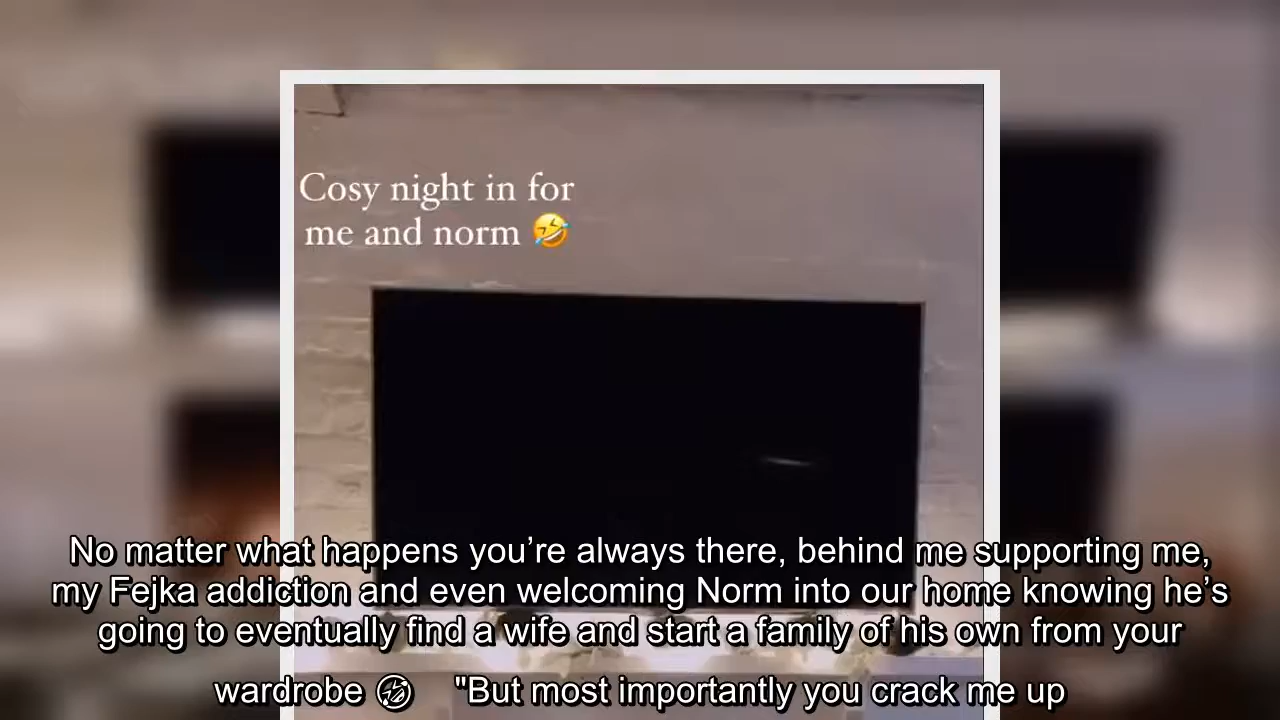 Cosy night in for
me and norm 🤣
No matter what happens you’re always there, behind me supporting me,
my Fejka addiction and even welcoming Norm into our home knowing he’s
going to eventually find a wife and start a family of his own from your
wardrobe 🤣 "But most importantly you crack me up